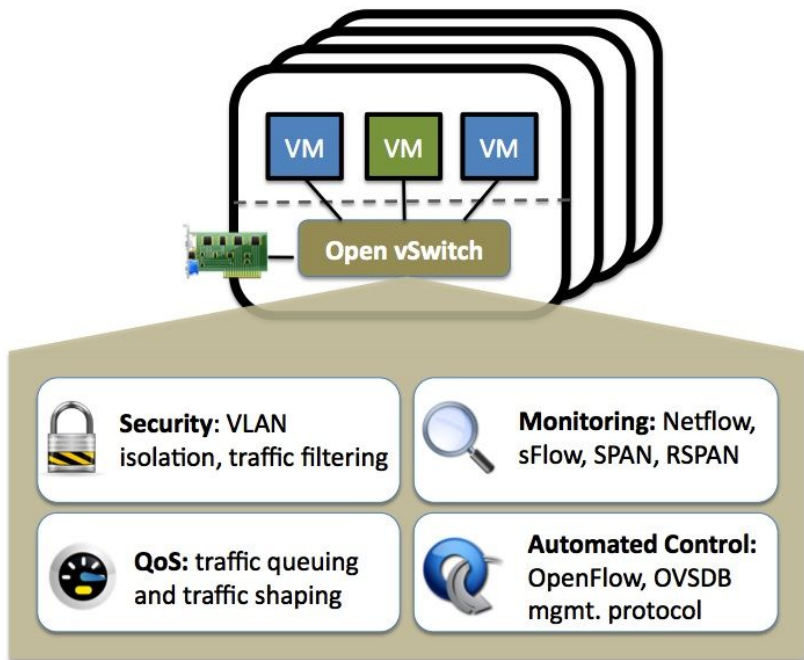 VM VM VM
Open vSwitch
Security: VLAN
isolation, traffic filtering
Monitoring: Netflow,
sFlow, SPAN, RSPAN
QoS: traffic queuing
and traffic shaping
Automated Control:
OpenFlow, OVSDB
mgmt. protocol